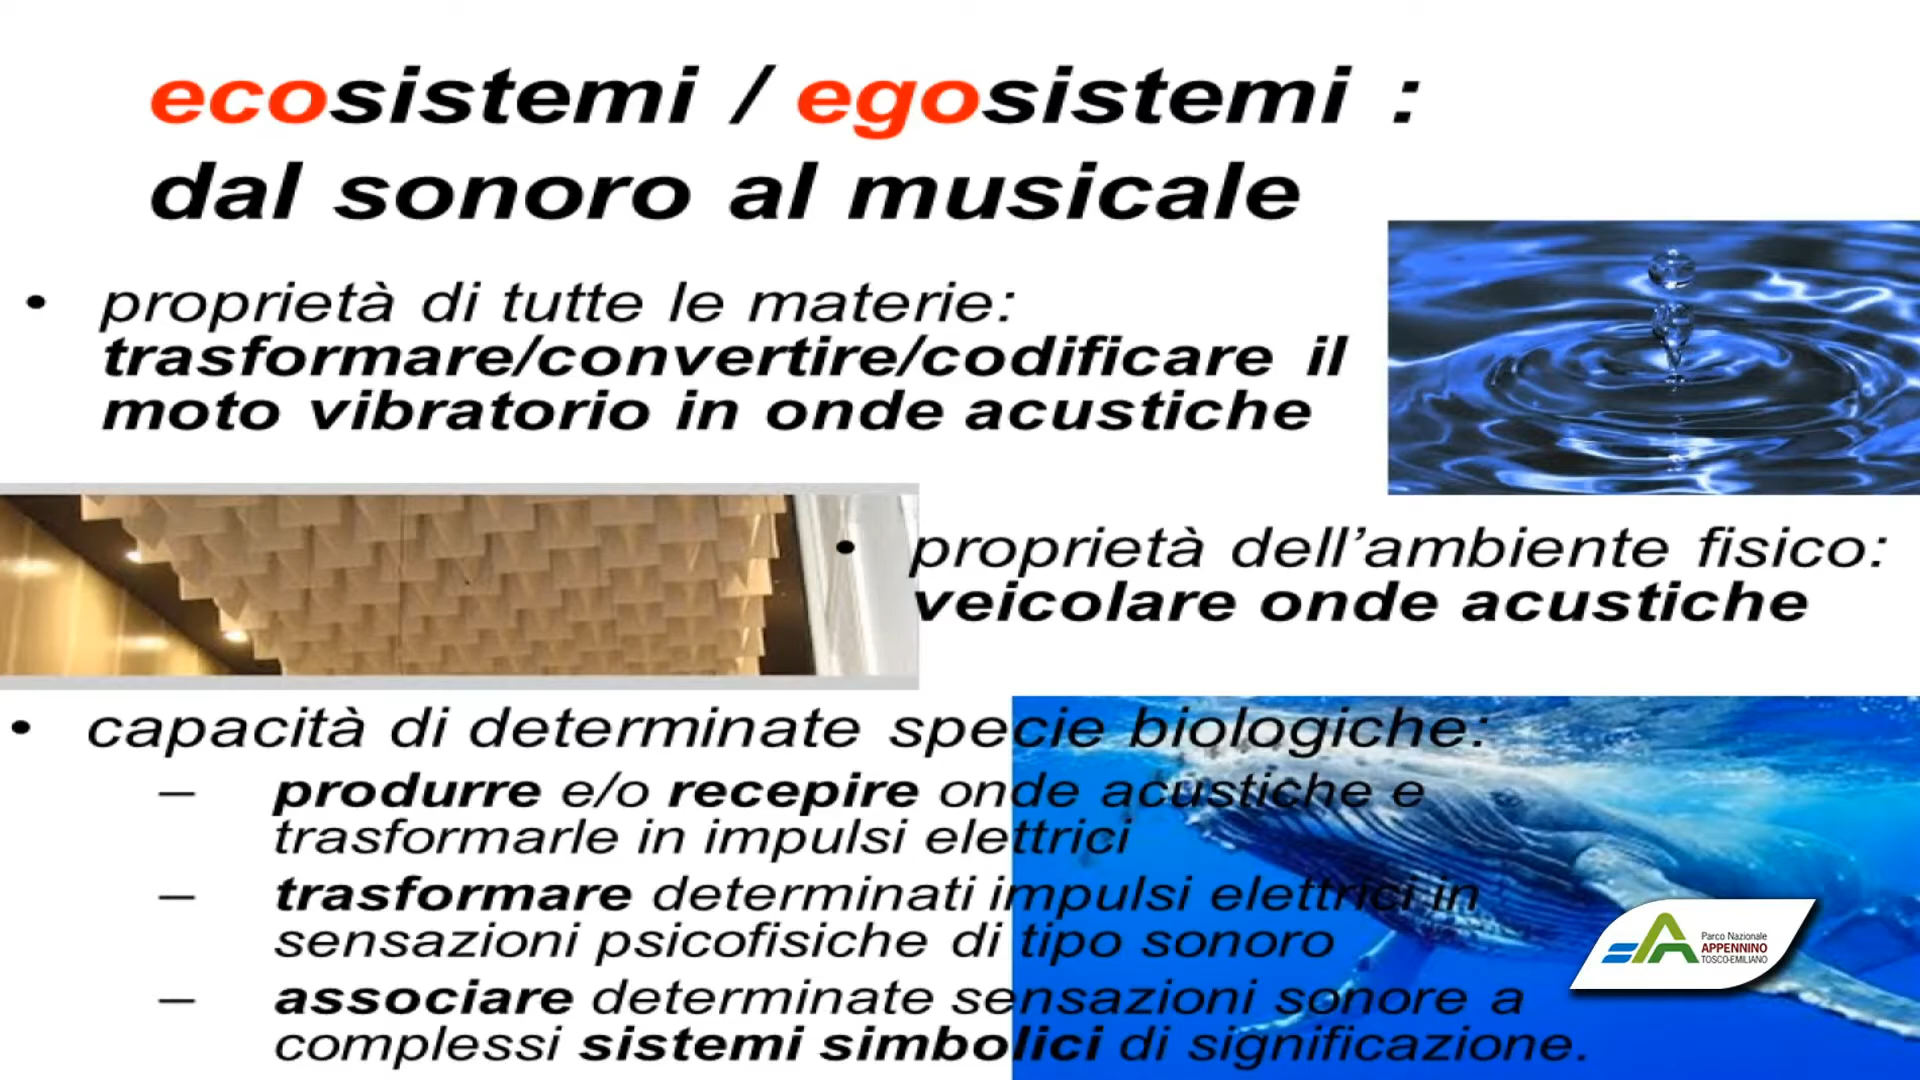 ecosistemi / egosistemi :
dal sonoro al musicale
• proprietà di tutte le materie:
trasformare/convertire/codificare il
moto vibratorio in onde acustiche
• proprietà dell’ambiente fisico:
veicolare onde acustiche
• capacità di determinate specie biologiche:
– produrre e/o recepire onde acustiche e
trasformarle in impulsi elettrici
– trasformare determinati impulsi elettrici in
sensazioni psicofisiche di tipo sonoro
– associare determinate sensazioni sonore a
complessi sistemi simbolici di significazione.
Parco Nazionale
APPENNINO
TOSCO-EMILIANO